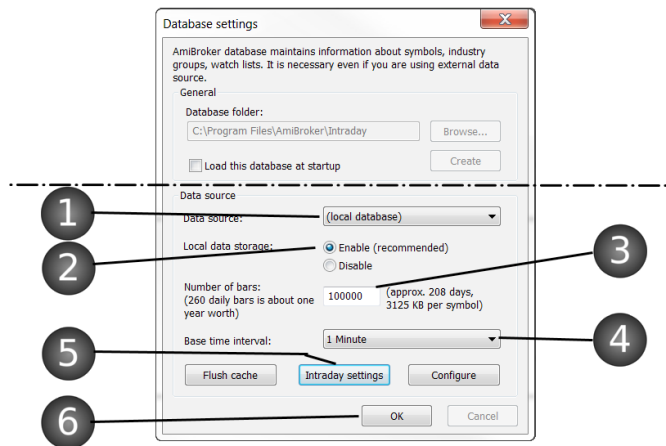 Database settings
AmiBroker database maintains information about symbols, industry
groups, watch lists. It is necessary even if you are using external data
source.
General
Database folder:
C:\Program Files\AmiBroker\Intraday
Browse...
Load this database at startup
Create
Data source
1
Data source:
(local database)
Local data storage:
Enable (recommended)
2
Disable
3
Number of bars:
(260 daily bars is about one
year worth)
100000
(approx. 208 days,
3125 KB per symbol)
Base time interval:
1 Minute
4
5
Flush cache
Intraday settings
Configure
6
OK
Cancel